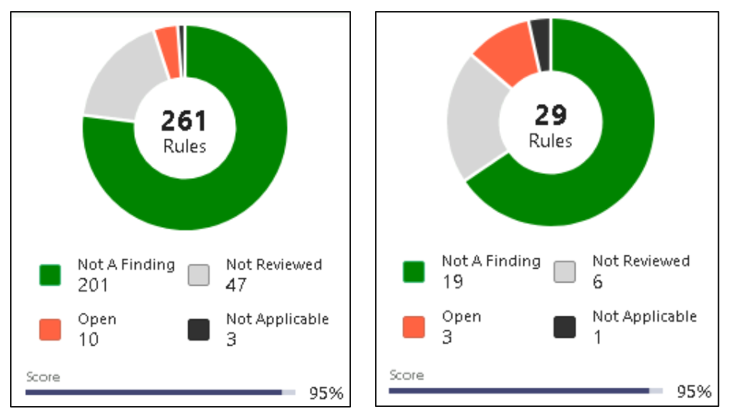 261
Rules
Not A Finding
201
Not Reviewed
47
Open
10
Not Applicable
3
Score
95%
29
Rules
Not A Finding
19
Not Reviewed
6
Open
3
Not Applicable
1
Score
95%